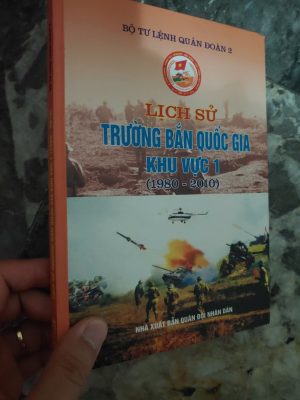 BỘ TƯ LỆNH QUÂN ĐOÀN 2
LỊCH SỬ
TRƯỜNG BẮN QUỐC GIA
KHU VỰC 1
(1980 - 2010)
NHÀ XUẤT BẢN QUÂN ĐỘI NHÂN DÂN